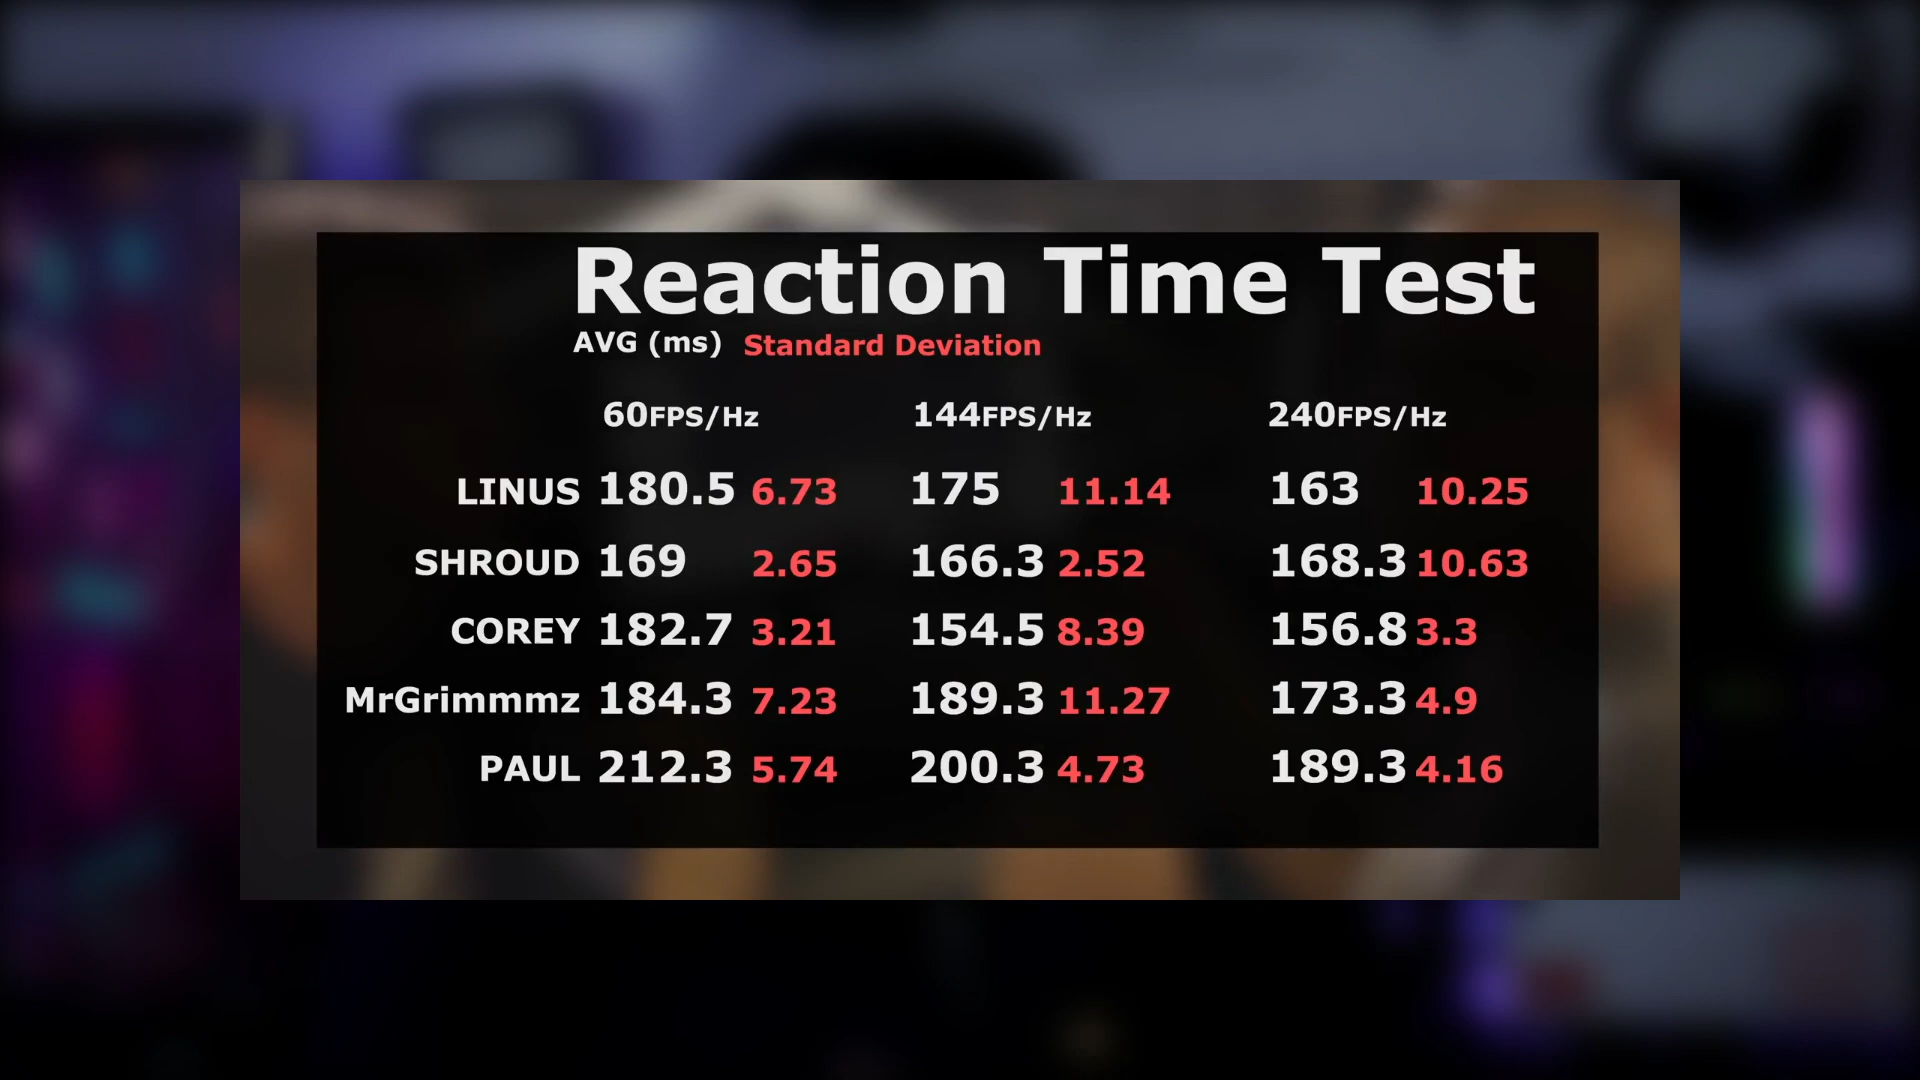 Reaction Time Test
AVG (ms) Standard Deviation
60FPS/Hz 144FPS/Hz 240FPS/Hz
LINUS 180.5 6.73 175 11.14 163 10.25
SHROUD 169 2.65 166.3 2.52 168.3 10.63
COREY 182.7 3.21 154.5 8.39 156.8 3.3
MrGrimmmz 184.3 7.23 189.3 11.27 173.3 4.9
PAUL 212.3 5.74 200.3 4.73 189.3 4.16